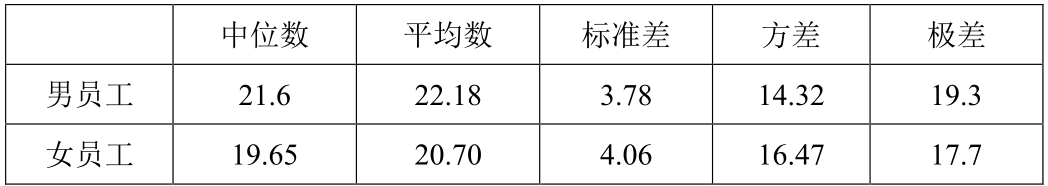 中位数 平均数 标准差 方差 极差
男员工 21.6 22.18 3.78 14.32 19.3
女员工 19.65 20.70 4.06 16.47 17.7